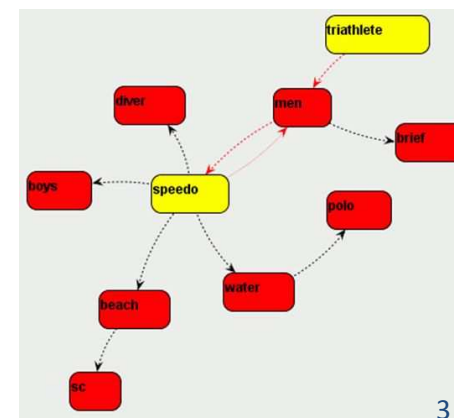 triathlete
diver
men
brief
boys
speedo
polo
water
beach
sc
3